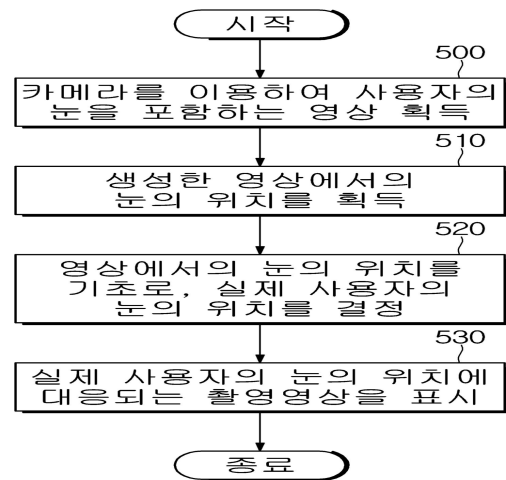 시작
500
카메라를 이용하여 사용자의
눈을 포함하는 영상 획득
510
생성한 영상에서의
눈의 위치를 획득
520
영상에서의 눈의 위치를
기초로, 실제 사용자의
눈의 위치를 결정
530
실제 사용자의 눈의 위치에
대응되는 촬영영상을 표시
종료